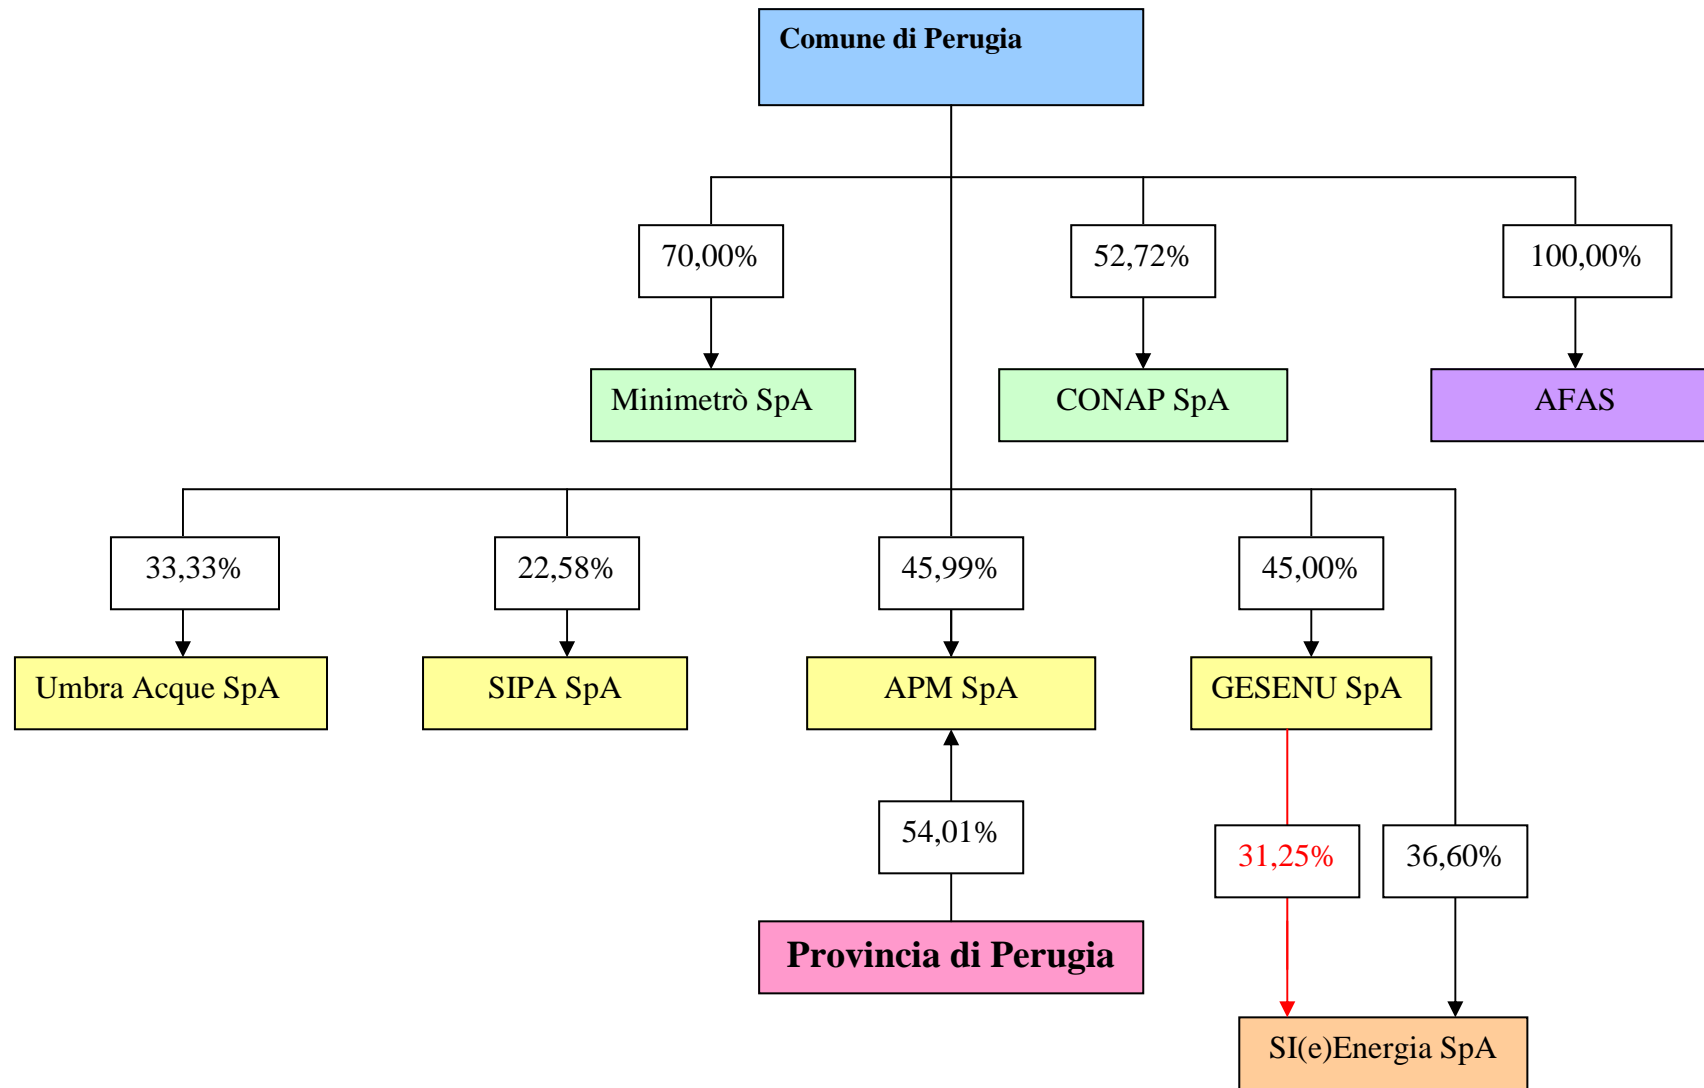 Comune di Perugia
70,00%
52,72%
100,00%
Minimetrò SpA
CONAP SpA
AFAS
33,33%
22,58%
45,99%
45,00%
Umbra Acque SpA
SIPA SpA
APM SpA
GESENU SpA
54,01%
31,25%
36,60%
Provincia di Perugia
SI(e)Energia SpA